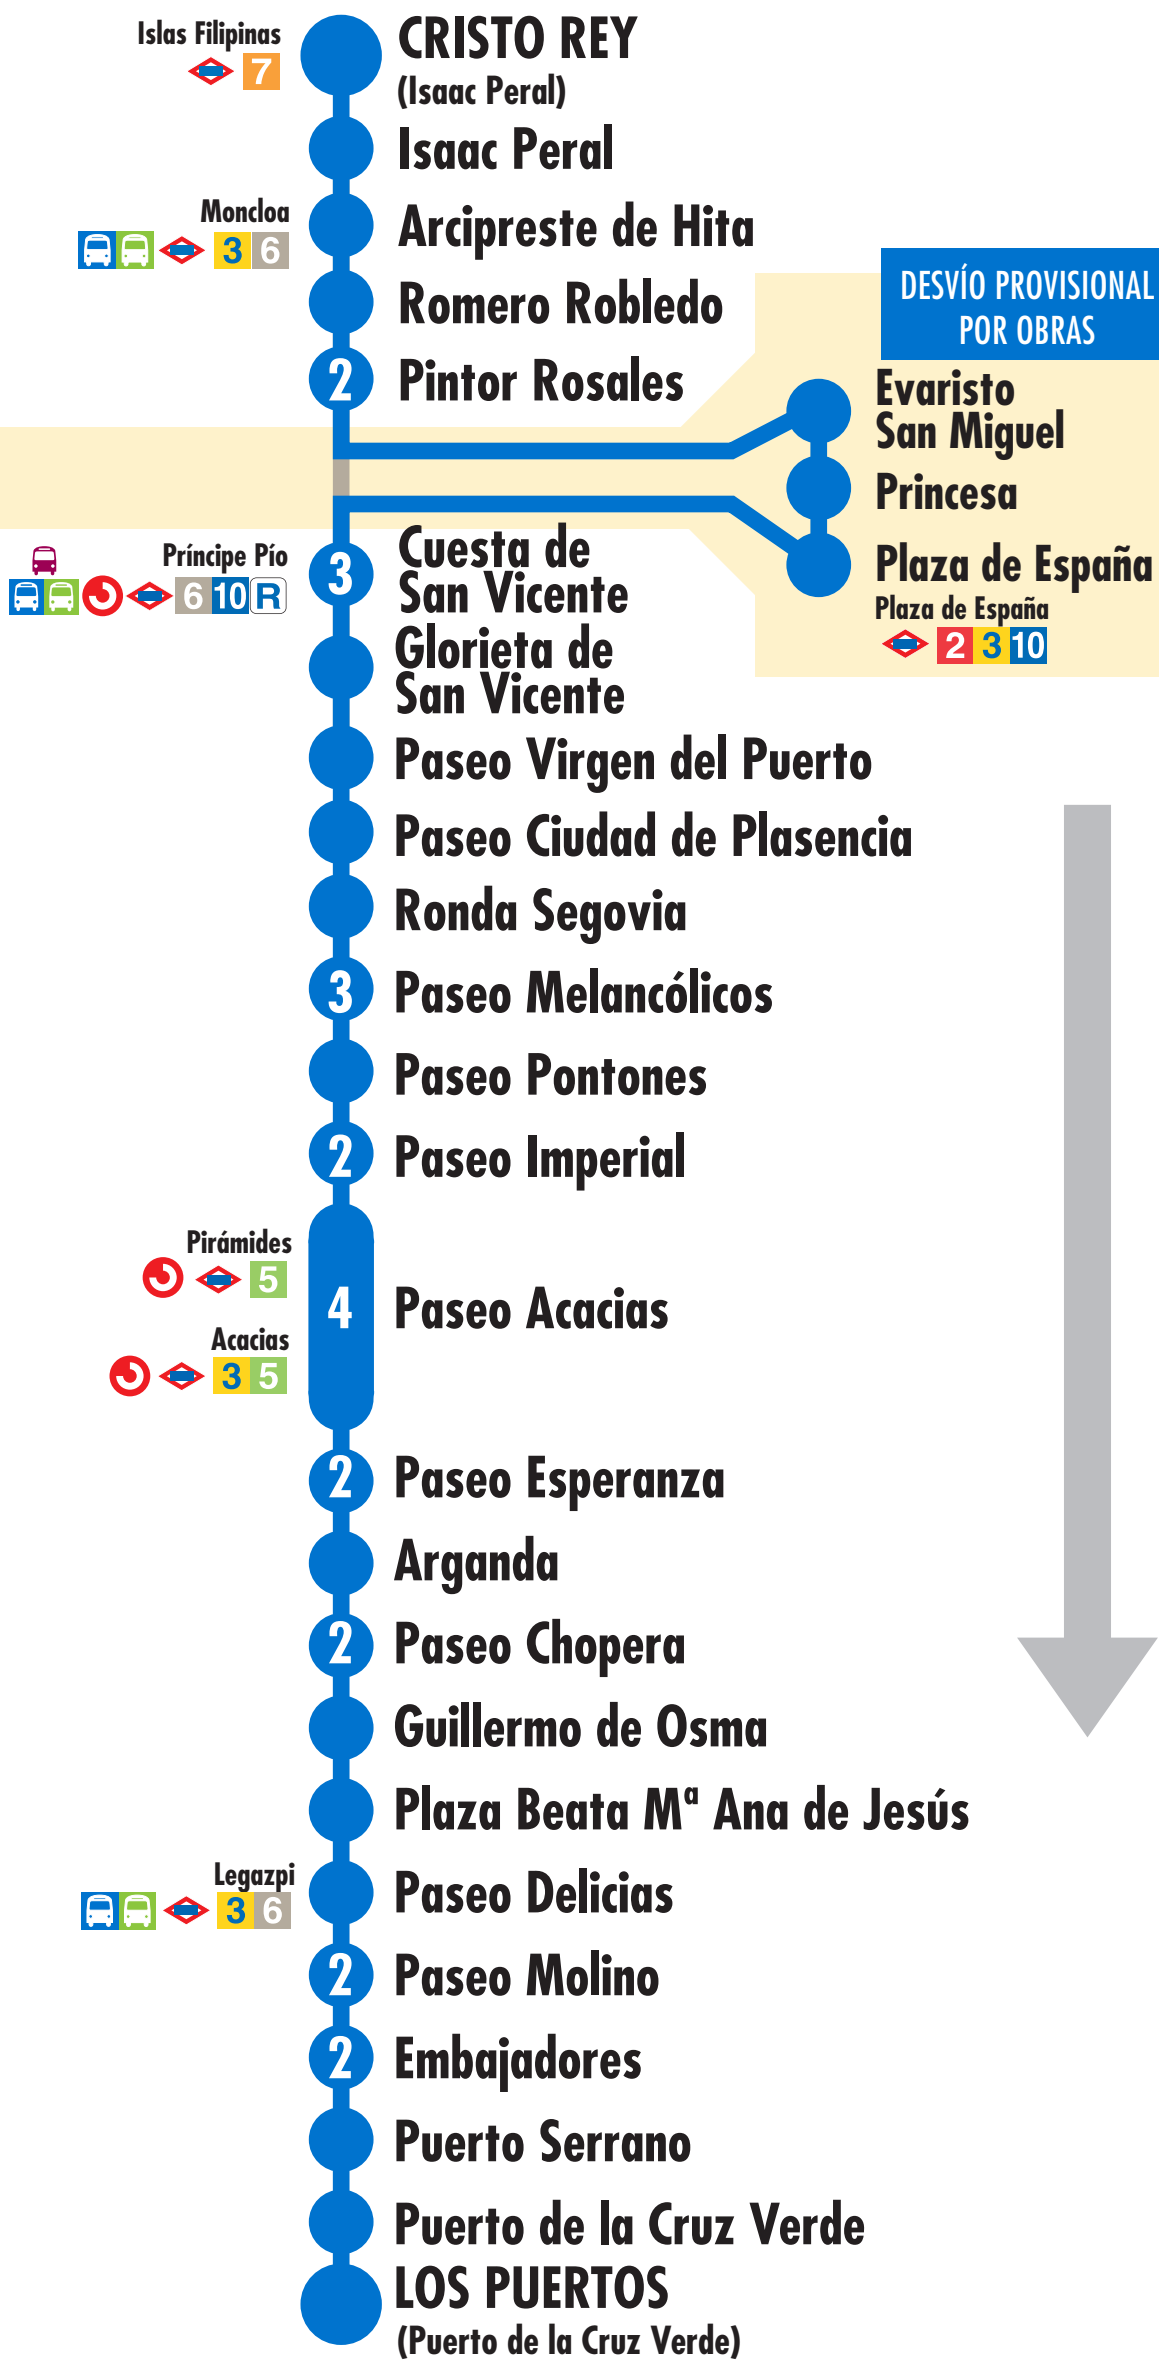 Islas Filipinas
7
CRISTO REY
(Isaac Peral)
Isaac Peral
Moncloa
3 6
Arcipreste de Hita
Romero Robledo
2
Pintor Rosales
DESVÍO PROVISIONAL
POR OBRAS
Evaristo
San Miguel
Princesa
Plaza de España
Plaza de España
2 3 10
Príncipe Pío
6 10 R
3
Cuesta de
San Vicente
Glorieta de
San Vicente
Paseo Virgen del Puerto
Paseo Ciudad de Plasencia
Ronda Segovia
3
Paseo Melancólicos
Paseo Pontones
2
Paseo Imperial
Pirámides
5
4
Paseo Acacias
Acacias
3 5
2
Paseo Esperanza
Arganda
2
Paseo Chopera
Guillermo de Osma
Plaza Beata Mª Ana de Jesús
Legazpi
3 6
Paseo Delicias
2
Paseo Molino
2
Embajadores
Puerto Serrano
Puerto de la Cruz Verde
LOS PUERTOS
(Puerto de la Cruz Verde)